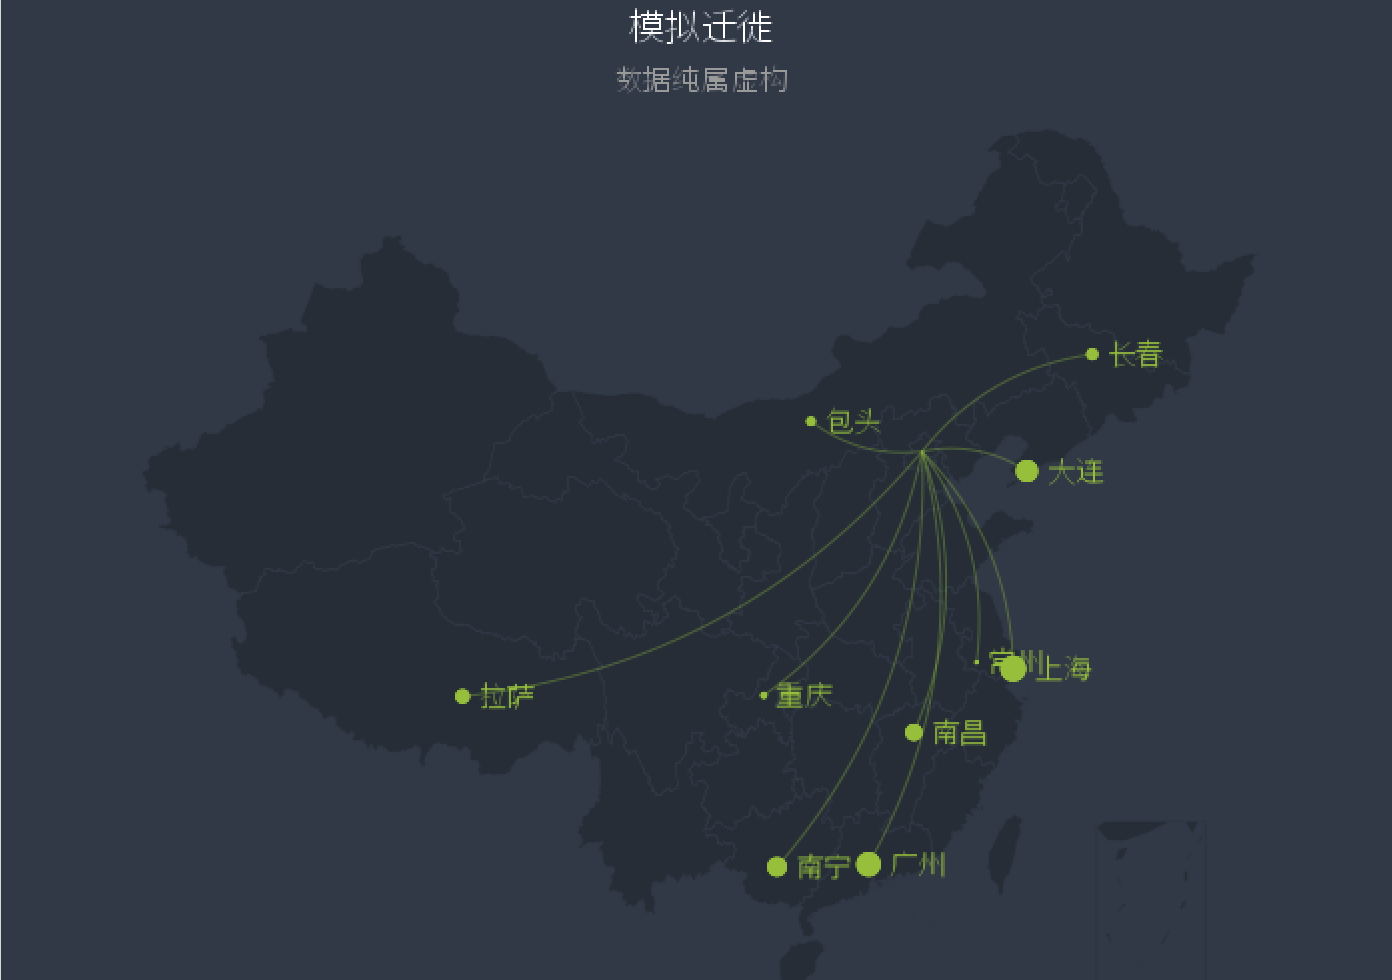 模拟迁徙
数据纯属虚构
长春
包头
大连
常州
上海
拉萨
重庆
南昌
南宁
广州